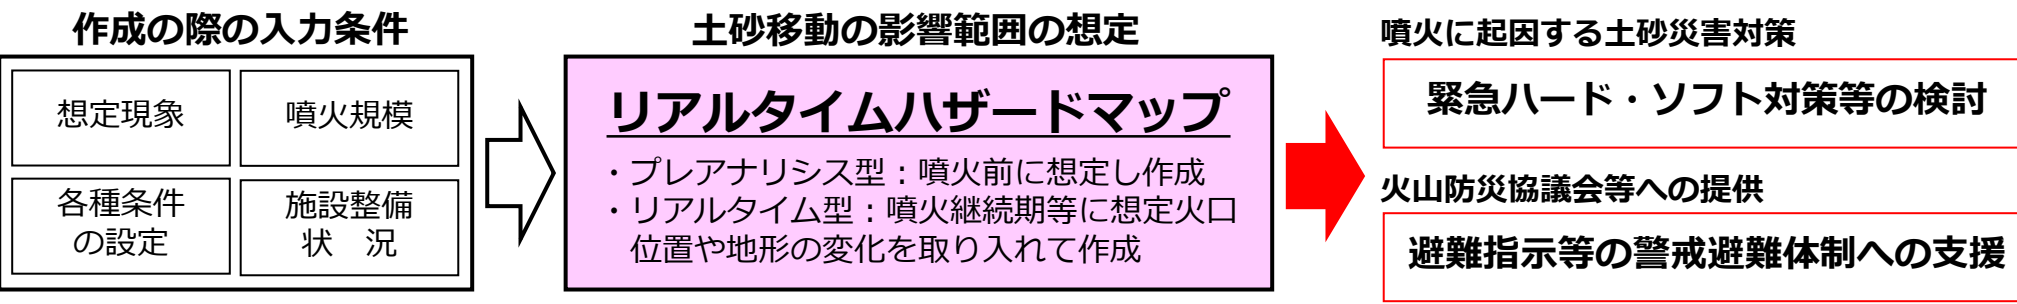 作成の際の入力条件
想定現象
噴火規模
各種条件
の設定
施設整備
状　況
土砂移動の影響範囲の想定
リアルタイムハザードマップ
・プレアナリシス型：噴火前に想定し作成
・リアルタイム型：噴火継続期等に想定火口
位置や地形の変化を取り入れて作成
噴火に起因する土砂災害対策
緊急ハード・ソフト対策等の検討
火山防災協議会等への提供
避難指示等の警戒避難体制への支援